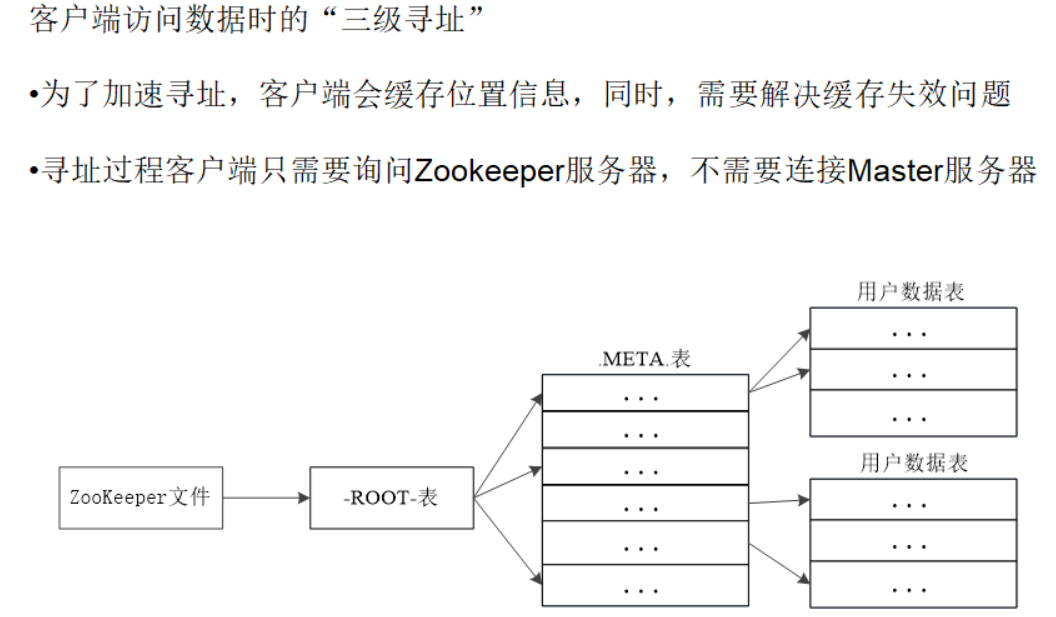 客户端访问数据时的“三级寻址”
•为了加速寻址，客户端会缓存位置信息，同时，需要解决缓存失效问题
•寻址过程客户端只需要询问Zookeeper服务器，不需要连接Master服务器
用户数据表
...
...
...
.META.表
...
...
...
...
...
...
用户数据表
...
...
...
ZooKeeper文件
-ROOT-表